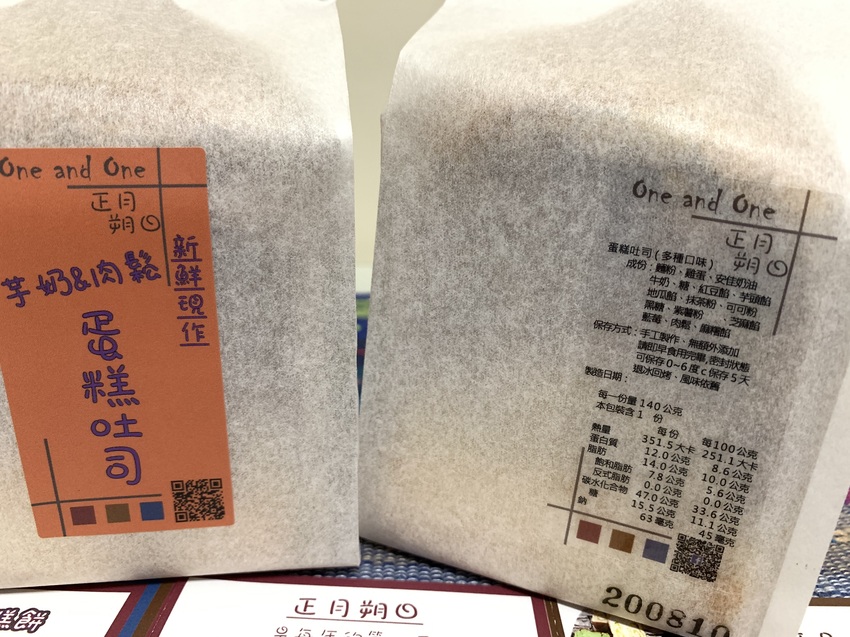 One and One
正月
朔日
新鮮現作
芋奶&肉鬆
蛋糕吐司
One and One
正月
朔日
蛋糕吐司(多種口味)
成份:麵粉、雞蛋、安佳奶油
牛奶、糖、紅豆餡、芋頭餡
地瓜餡、抹茶粉、可可粉
黑糖、紫薯粉、芝麻餡
藍莓、肉鬆、麻糬餡
保存方式:手工製作、無額外添加
請即早食用完畢,密封狀態
可保存0~6度c保存5天
退冰回烤、風味依舊
製造日期:
每一份量140公克
本包裝含1 份
每份 每100公克
熱量 351.5大卡 251.1大卡
蛋白質 12.0公克 8.6公克
脂肪 14.0公克 10.0公克
飽和脂肪 7.8公克 5.6公克
反式脂肪 0.0公克 0.0公克
碳水化合物 47.0公克 33.6公克
糖 15.5公克 11.1公克
鈉 63毫克 45毫克
200810
糕餅
正月朔日